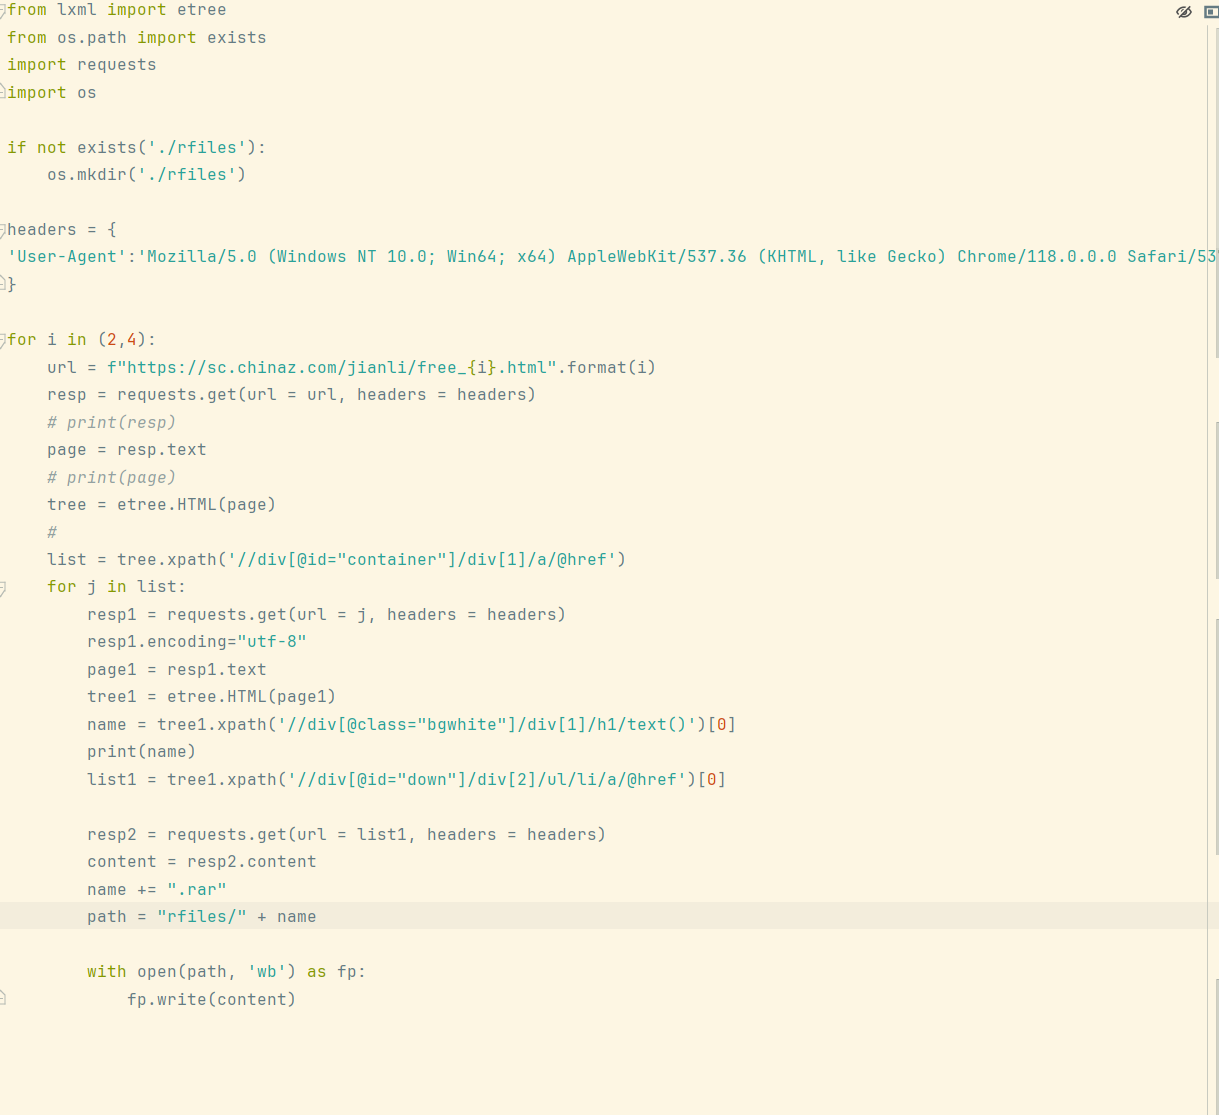 from lxml import etree
from os.path import exists
import requests
import os
if not exists('./rfiles'):
    os.mkdir('./rfiles')
headers = {
'User-Agent':'Mozilla/5.0 (Windows NT 10.0; Win64; x64) AppleWebKit/537.36 (KHTML, like Gecko) Chrome/118.0.0.0 Safari/53
}
for i in (2,4):
    url = f"https://sc.chinaz.com/jianli/free_{i}.html".format(i)
    resp = requests.get(url = url, headers = headers)
    # print(resp)
    page = resp.text
    # print(page)
    tree = etree.HTML(page)
    #
    list = tree.xpath('//div[@id="container"]/div[1]/a/@href')
    for j in list:
        resp1 = requests.get(url = j, headers = headers)
        resp1.encoding="utf-8"
        page1 = resp1.text
        tree1 = etree.HTML(page1)
        name = tree1.xpath('//div[@class="bgwhite"]/div[1]/h1/text()')[0]
        print(name)
        list1 = tree1.xpath('//div[@id="down"]/div[2]/ul/li/a/@href')[0]
        resp2 = requests.get(url = list1, headers = headers)
        content = resp2.content
        name += ".rar"
        path = "rfiles/" + name
        with open(path, 'wb') as fp:
            fp.write(content)